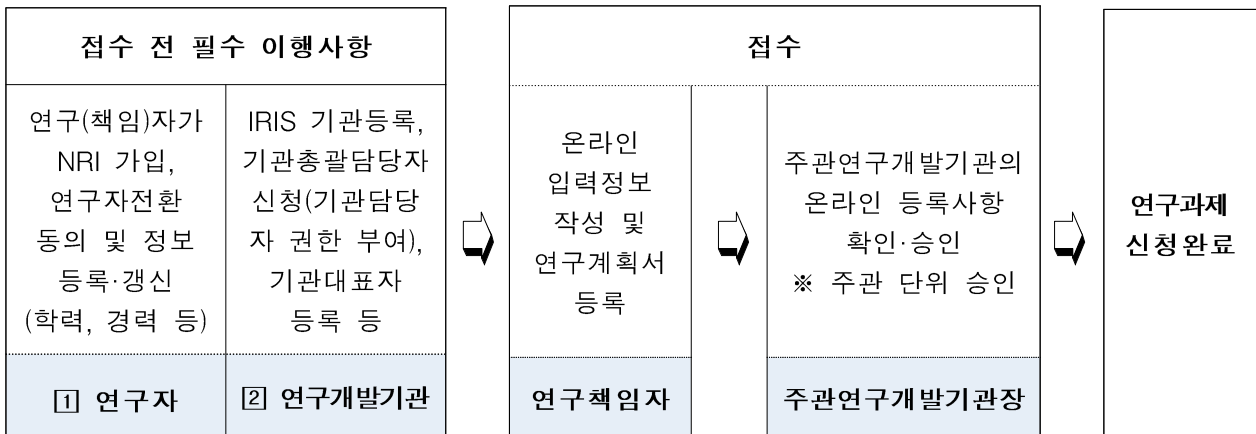 접수 전 필수 이행사항
연구(책임)자가
NRI 가입,
연구자전환
동의 및 정보
등록·갱신
(학력, 경력 등)
1 연구자
IRIS 기관등록,
기관총괄담당자
신청(기관담당
자 권한 부여),
기관대표자
등록 등
2 연구개발기관
접수
온라인
입력정보
작성 및
연구계획서
등록
연구책임자
주관연구개발기관의
온라인 등록사항
확인·승인
※ 주관 단위 승인
주관연구개발기관장
연구과제
신청완료